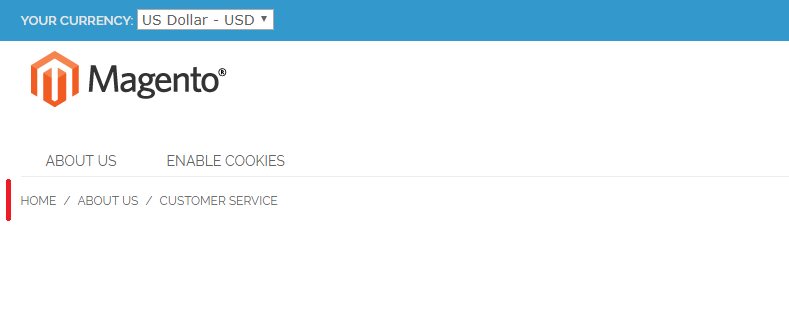 YOUR CURRENCY: US Dollar - USD
Magento®
ABOUT US ENABLE COOKIES
HOME / ABOUT US / CUSTOMER SERVICE